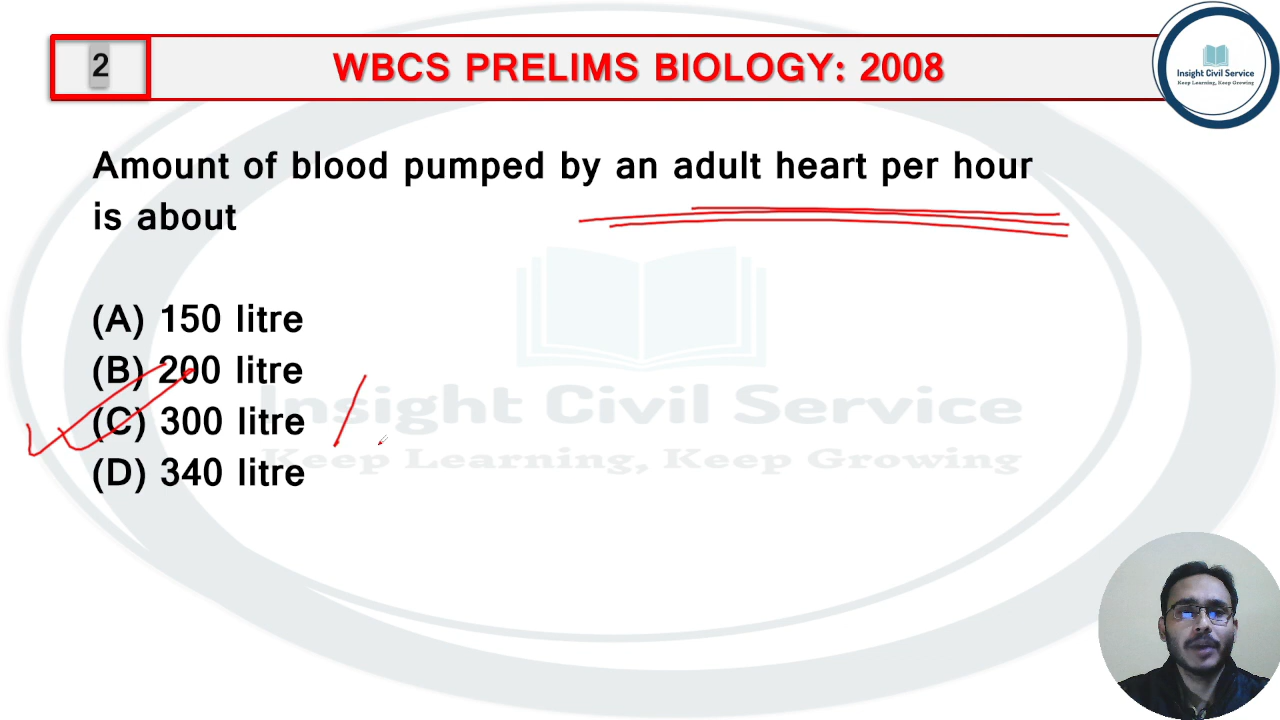 2
WBCS PRELIMS BIOLOGY: 2008
Insight Civil Service
Keep Learning, Keep Growing
Amount of blood pumped by an adult heart per hour
is about
(A) 150 litre
(B) 200 litre
(C) 300 litre
(D) 340 litre
Insight Civil Service
Keep Learning, Keep Growing